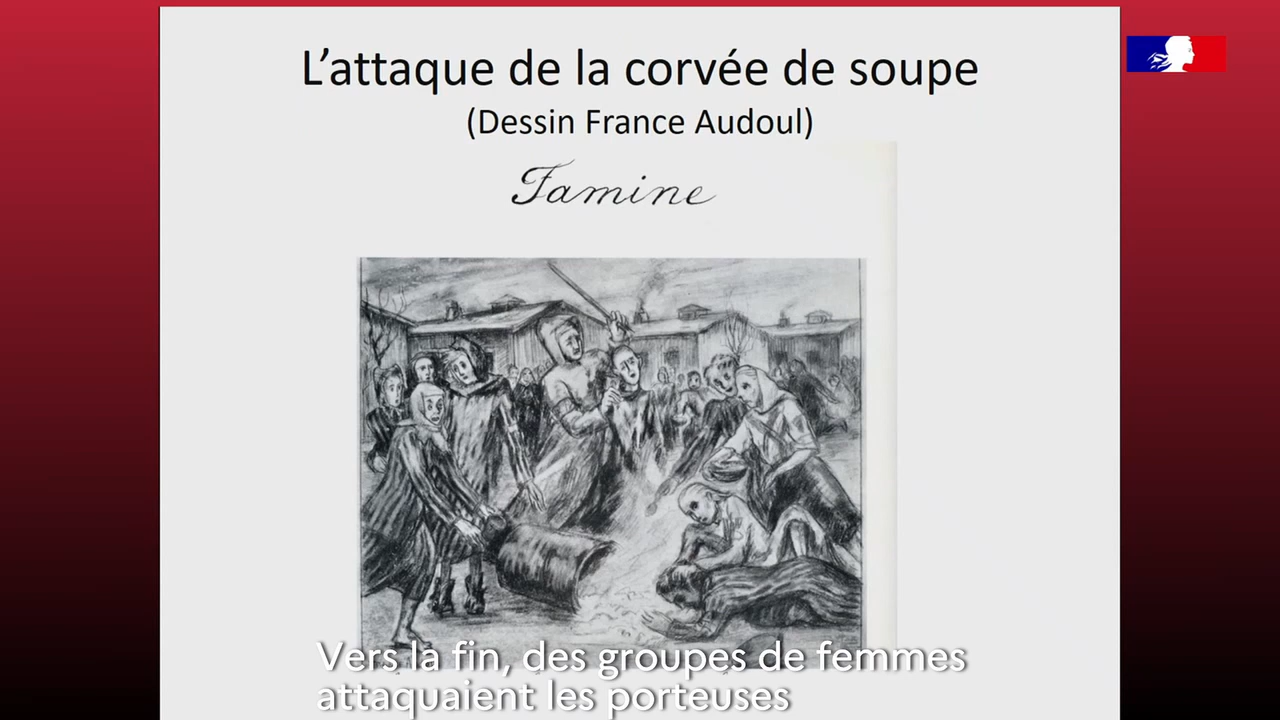 L’attaque de la corvée de soupe
(Dessin France Audoul)
Famine
Vers la fin, des groupes de femmes
attaquaient les porteuses